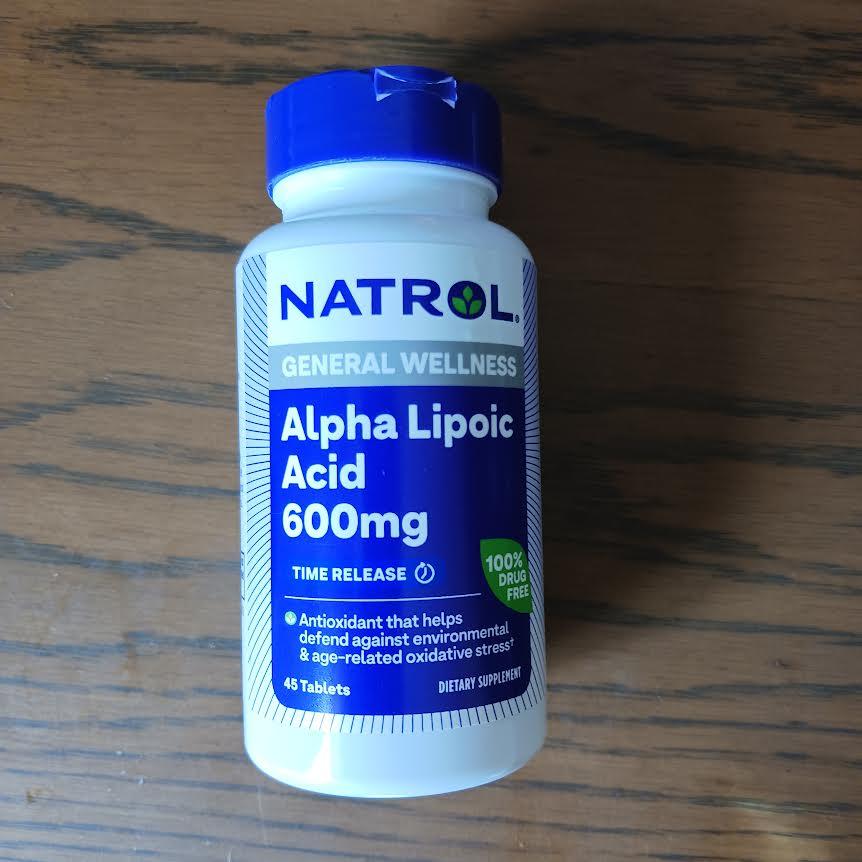 NATROL®
GENERAL WELLNESS
Alpha Lipoic
Acid
600mg
TIME RELEASE
100%
DRUG
FREE
Antioxidant that helps
defend against environmental
& age-related oxidative stress†
45 Tablets
DIETARY SUPPLEMENT